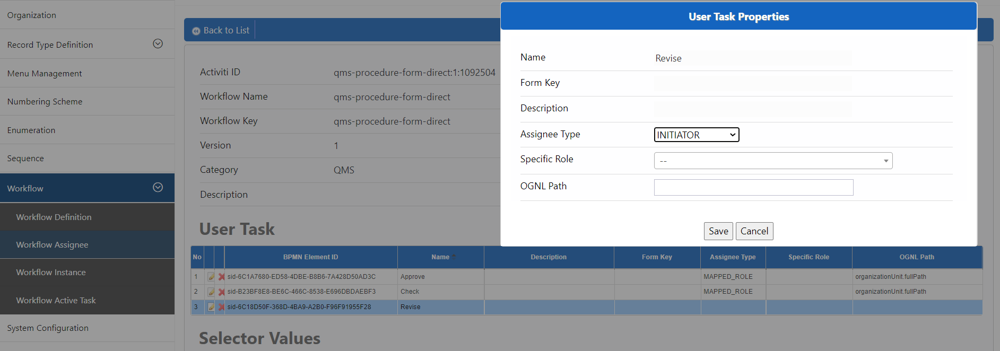 Organization
Record Type Definition
Menu Management
Numbering Scheme
Enumeration
Sequence
Workflow
Workflow Definition
Workflow Assignee
Workflow Instance
Workflow Active Task
System Configuration
Back to List
Activiti ID qms-procedure-form-direct:1:1092504
Workflow Name qms-procedure-form-direct
Workflow Key qms-procedure-form-direct
Version 1
Category QMS
Description
User Task Properties
Name Revise
Form Key
Description
Assignee Type INITIATOR
Specific Role --
OGNL Path
Save Cancel
User Task
No BPMN Element ID Name Description Form Key Assignee Type Specific Role OGNL Path
1 sid-6C1A7680-ED58-4DBE-B8B6-7A428D50AD3C Approve MAPPED_ROLE organizationUnit.fullPath
2 sid-B23BF8E8-BE6C-466C-8538-E696DBDAEBF3 Check MAPPED_ROLE organizationUnit.fullPath
3 sid-6C18D50F-368D-4BA9-A2B0-F96F91955F28 Revise
Selector Values